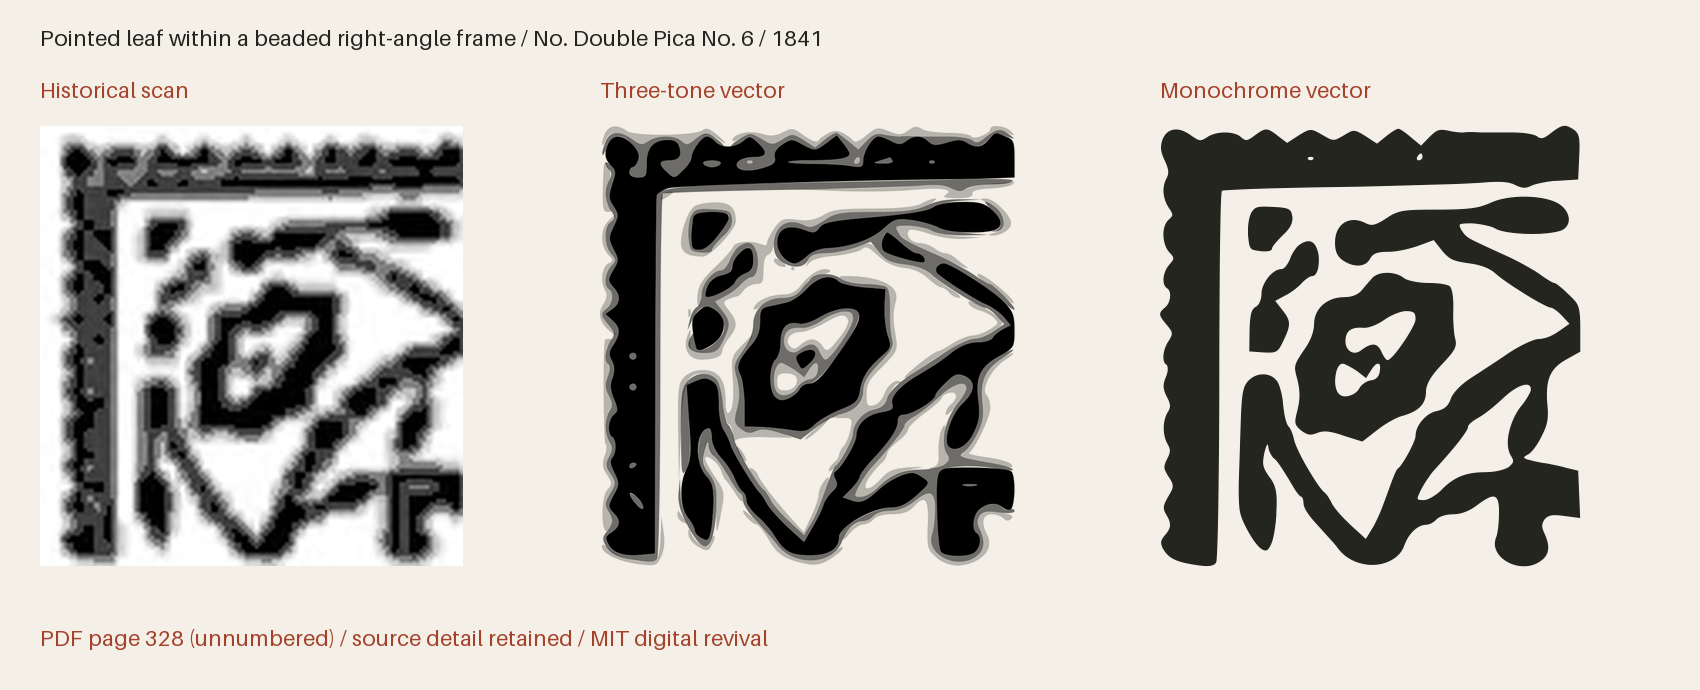 Pointed leaf within a beaded right-angle frame / No. Double Pica No. 6 / 1841
Historical scan
Three-tone vector
Monochrome vector
PDF page 328 (unnumbered) / source detail retained / MIT digital revival